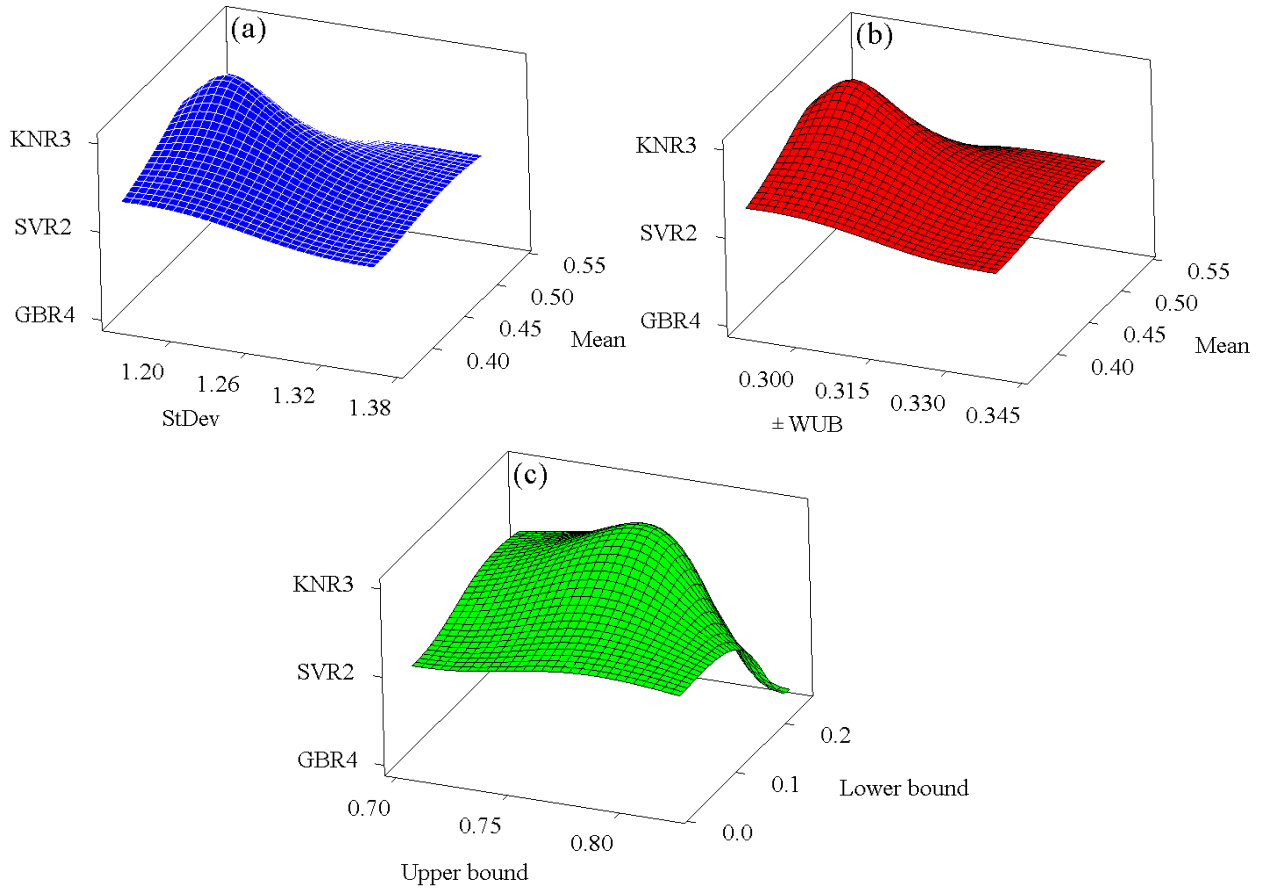 (a)
KNR3
SVR2
GBR4
1.20
1.26
1.32
1.38
StDev
0.40
0.45
0.50
0.55
Mean
(b)
KNR3
SVR2
GBR4
0.300
0.315
0.330
0.345
± WUB
0.40
0.45
0.50
0.55
Mean
(c)
KNR3
SVR2
GBR4
0.70
0.75
0.80
Upper bound
0.0
0.1
0.2
Lower bound